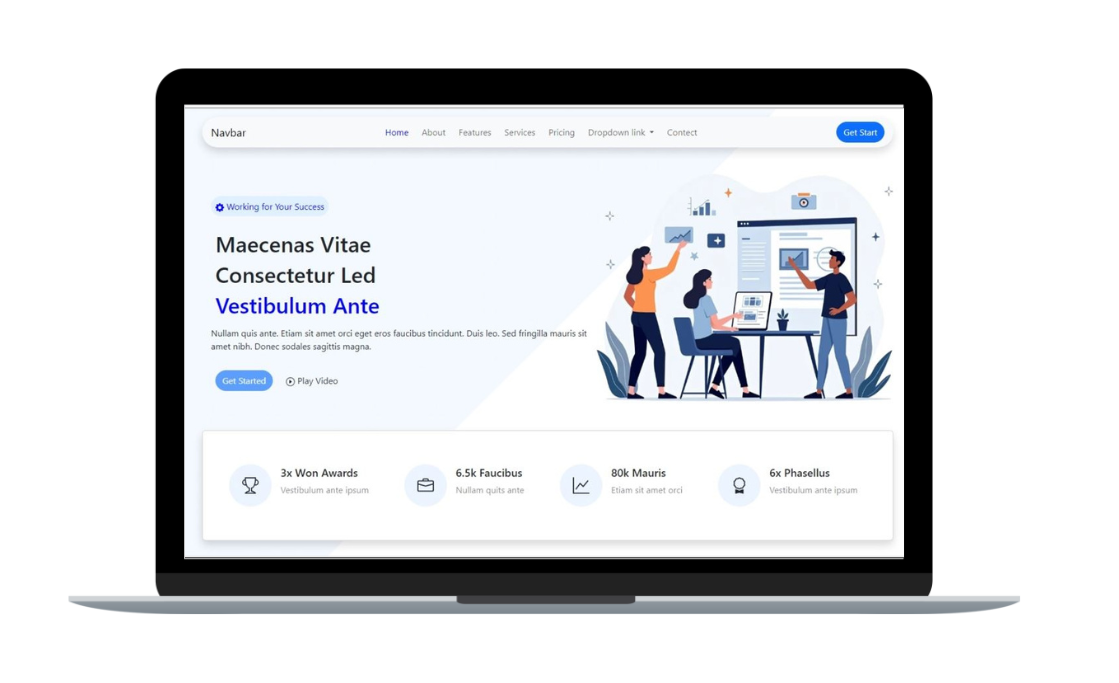 Navbar
Home About Features Services Pricing Dropdown link Contect
Get Start
Working for Your Success
Maecenas Vitae
Consectetur Led
Vestibulum Ante
Nullam quis ante. Etiam sit amet orci eget eros faucibus tincidunt. Duis leo. Sed fringilla mauris sit
amet nibh. Donec sodales sagittis magna.
Get Started Play Video
3x Won Awards
Vestibulum ante ipsum
6.5k Faucibus
Nullam quits ante
80k Mauris
Etiam sit amet orci
6x Phasellus
Vestibulum ante ipsum